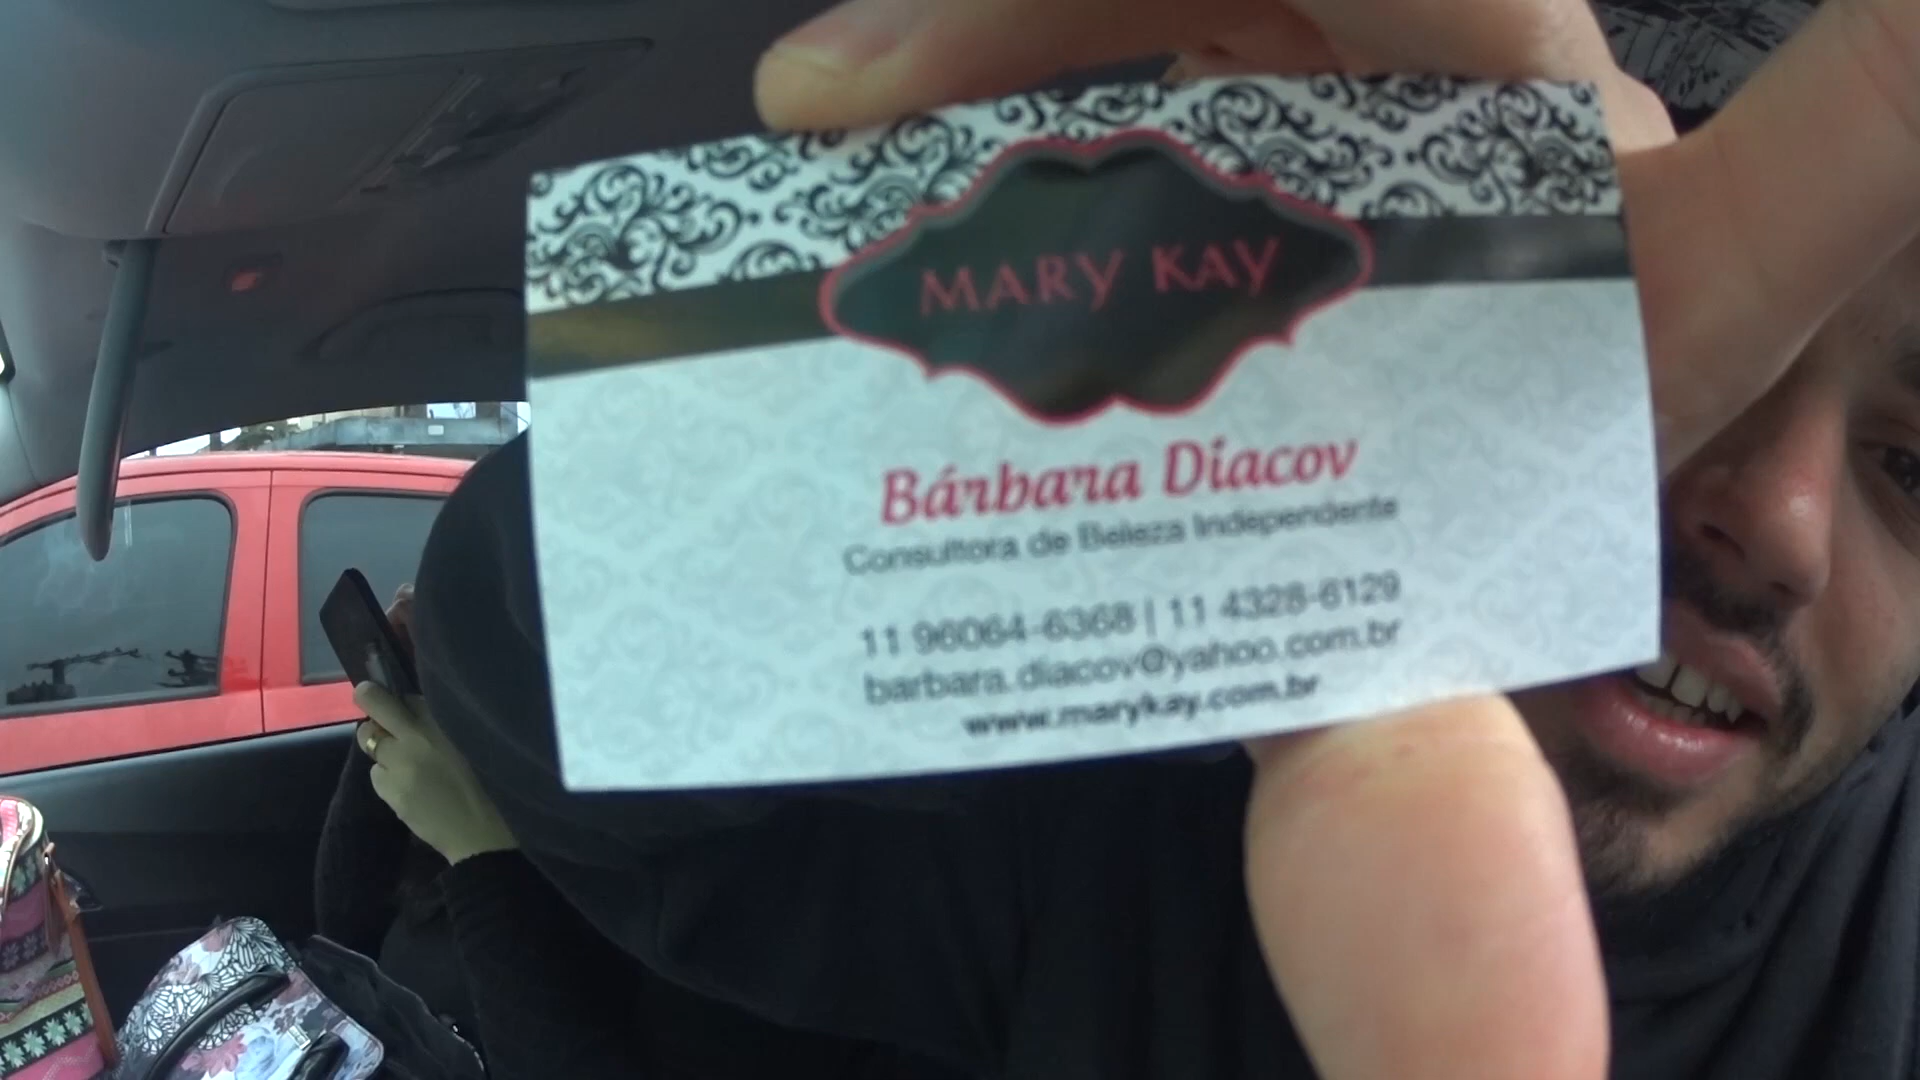 MARY KAY
Bárbara Diacov
Consultora de Beleza Independente
11 96064-6368 | 11 4328-6129
barbara.diacov@yahoo.com.br
www.marykay.com.br